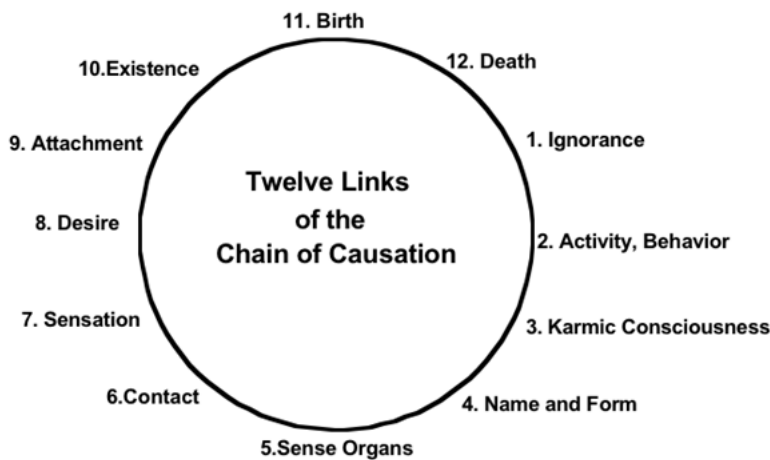 11. Birth
12. Death
10.Existence
1. Ignorance
9. Attachment
Twelve Links
of the
Chain of Causation
8. Desire
2. Activity, Behavior
7. Sensation
3. Karmic Consciousness
6.Contact
4. Name and Form
5.Sense Organs